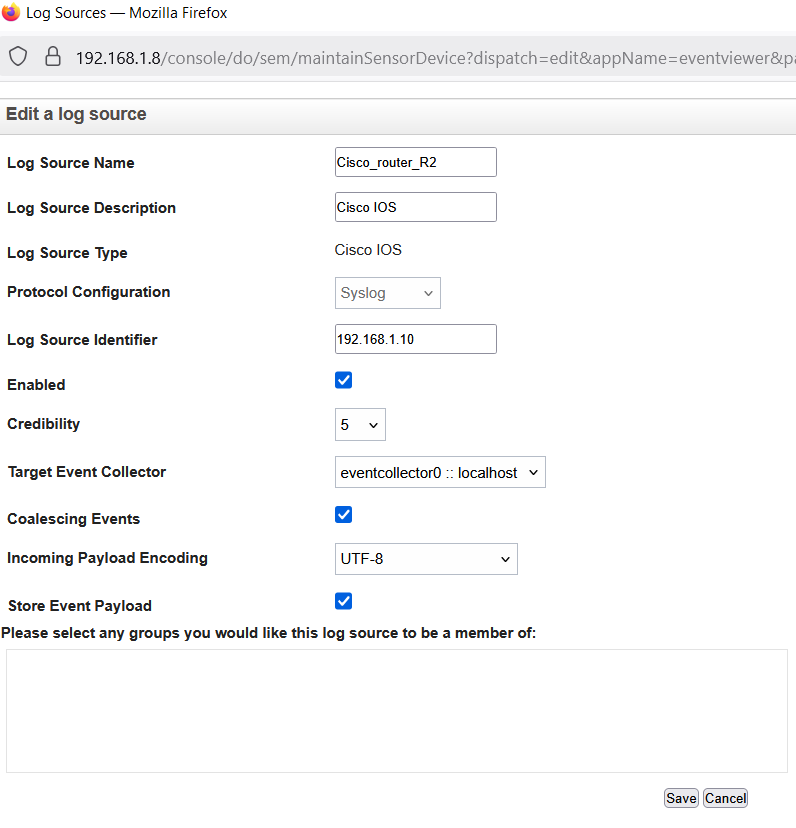 Log Sources — Mozilla Firefox
192.168.1.8/console/do/sem/maintainSensorDevice?dispatch=edit&appName=eventviewer&pa
Edit a log source
Log Source Name Cisco_router_R2
Log Source Description Cisco IOS
Log Source Type Cisco IOS
Protocol Configuration Syslog
Log Source Identifier 192.168.1.10
Enabled
Credibility 5
Target Event Collector eventcollector0 :: localhost
Coalescing Events
Incoming Payload Encoding UTF-8
Store Event Payload
Please select any groups you would like this log source to be a member of:
Save Cancel